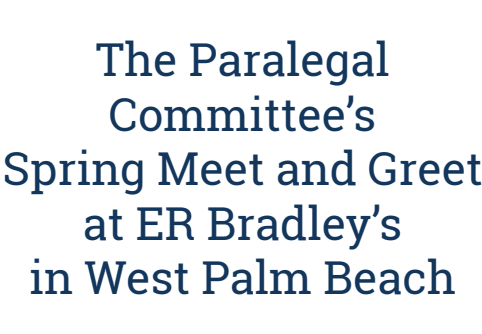 The Paralegal
Committee’s
Spring Meet and Greet
at ER Bradley’s
in West Palm Beach